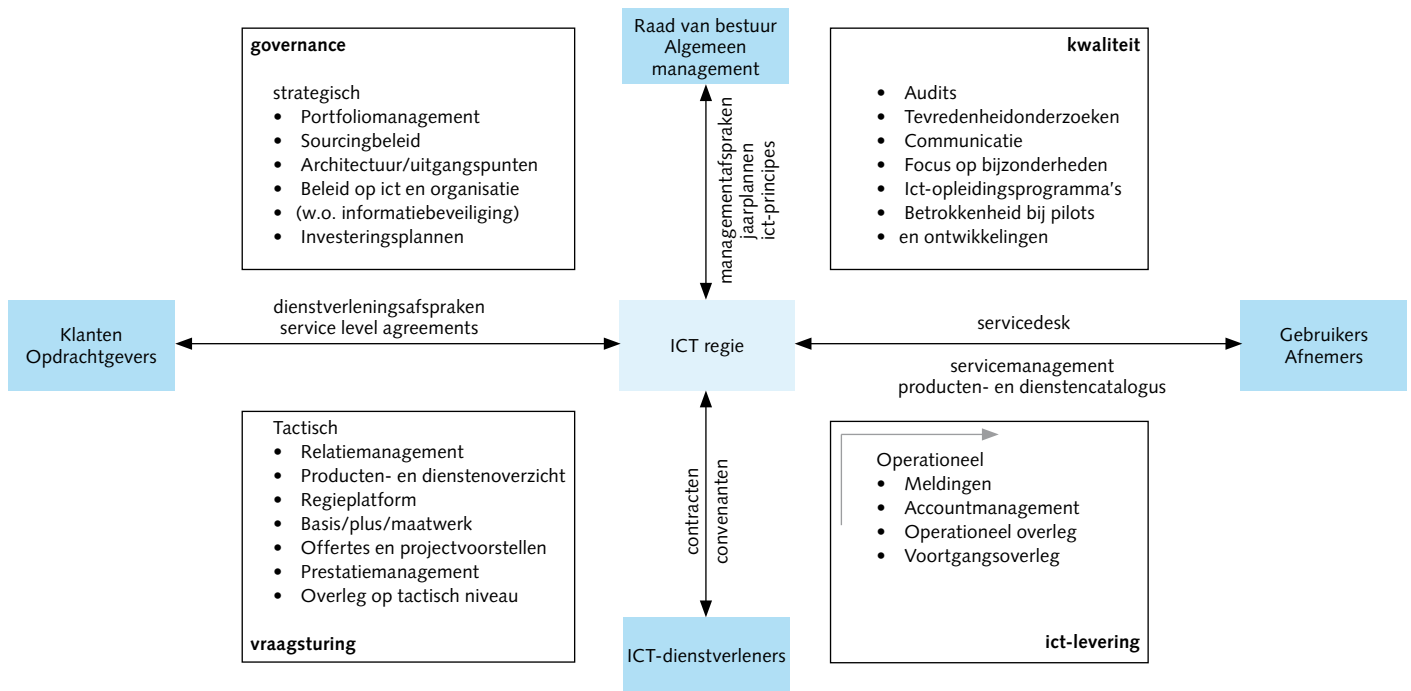 Raad van bestuur
Algemeen
management
governance
strategisch
• Portfoliomanagement
• Sourcingbeleid
• Architectuur/uitgangspunten
• Beleid op ict en organisatie
• (w.o. informatiebeveiliging)
• Investeringsplannen
managementafspraken
jaarplannen
ict-principes
kwaliteit
• Audits
• Tevredenheidonderzoeken
• Communicatie
• Focus op bijzonderheden
• Ict-opleidingsprogramma's
• Betrokkenheid bij pilots
• en ontwikkelingen
Klanten
Opdrachtgevers
dienstverleningsafspraken
service level agreements
ICT regie
servicedesk
servicemanagement
producten- en dienstencatalogus
Gebruikers
Afnemers
Tactisch
• Relatiemanagement
• Producten- en dienstenoverzicht
• Regieplatform
• Basis/plus/maatwerk
• Offertes en projectvoorstellen
• Prestatiemanagement
• Overleg op tactisch niveau
vraagsturing
contracten
convenanten
Operationeel
• Meldingen
• Accountmanagement
• Operationeel overleg
• Voortgangsoverleg
ict-levering
ICT-dienstverleners